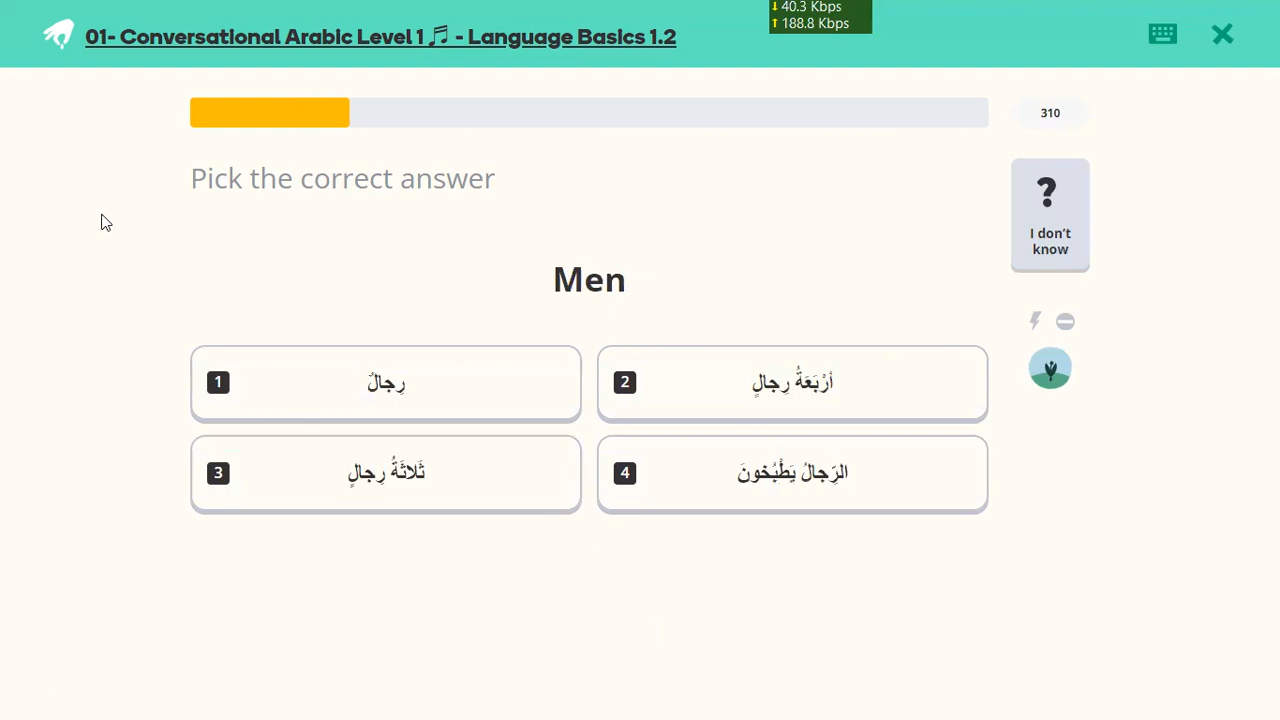 ↓ 40.3 Kbps
↑ 188.8 Kbps
01- Conversational Arabic Level 1 🎵 - Language Basics 1.2
310
Pick the correct answer
?
I don't
know
Men
1 رِجالٌ
2 أرْبَعَةُ رِجالٍ
3 ثَلاثَةُ رِجالٍ
4 الرِّجالُ يَطْبُخونَ